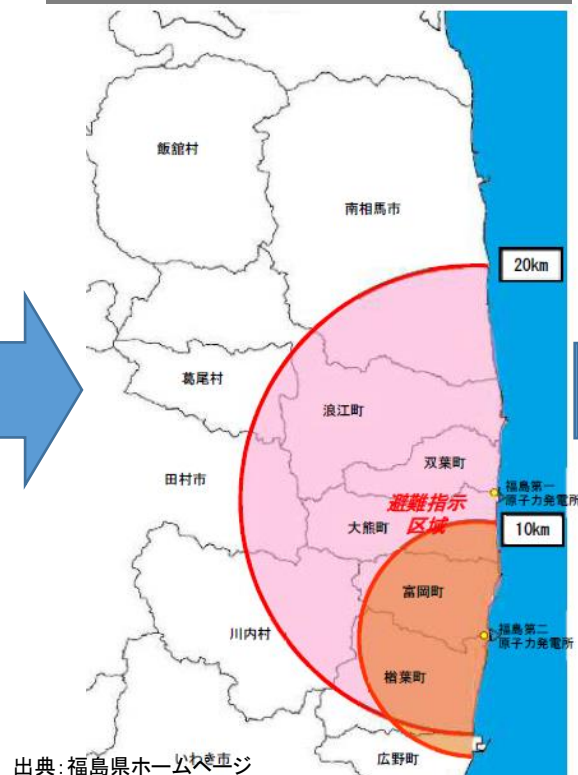 飯舘村
南相馬市
20km
葛尾村
浪江町
双葉町
田村市
福島第一
原子力発電所
避難指示
区域
大熊町
10km
富岡町
川内村
福島第二
原子力発電所
楢葉町
いわき市
広野町
出典：福島県ホームページ